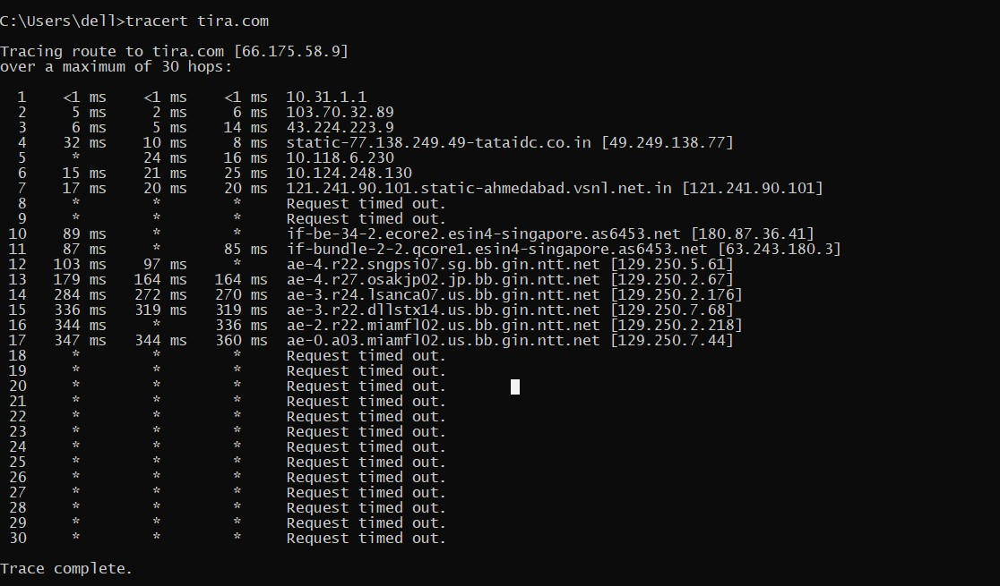 C:\Users\dell>tracert tira.com
Tracing route to tira.com [66.175.58.9]
over a maximum of 30 hops:
1 <1 ms <1 ms <1 ms 10.31.1.1
2 5 ms 2 ms 6 ms 103.70.32.89
3 6 ms 5 ms 14 ms 43.224.223.9
4 32 ms 10 ms 8 ms static-77.138.249.49-tataidc.co.in [49.249.138.77]
5 * 24 ms 16 ms 10.118.6.230
6 15 ms 21 ms 25 ms 10.124.248.130
7 17 ms 20 ms 20 ms 121.241.90.101.static-ahmedabad.vsnl.net.in [121.241.90.101]
8 * * * Request timed out.
9 * * * Request timed out.
10 89 ms * * if-be-34-2.ecore2.esin4-singapore.as6453.net [180.87.36.41]
11 87 ms * 85 ms if-bundle-2-2.qcore1.esin4-singapore.as6453.net [63.243.180.3]
12 103 ms 97 ms * ae-4.r22.sngpsi07.sg.bb.gin.ntt.net [129.250.5.61]
13 179 ms 164 ms 164 ms ae-4.r27.osakjp02.jp.bb.gin.ntt.net [129.250.2.67]
14 284 ms 272 ms 270 ms ae-3.r24.lsanca07.us.bb.gin.ntt.net [129.250.2.176]
15 336 ms 319 ms 319 ms ae-3.r22.dllstx14.us.bb.gin.ntt.net [129.250.7.68]
16 344 ms * 336 ms ae-2.r22.miamfl02.us.bb.gin.ntt.net [129.250.2.218]
17 347 ms 344 ms 360 ms ae-0.a03.miamfl02.us.bb.gin.ntt.net [129.250.7.44]
18 * * * Request timed out.
19 * * * Request timed out.
20 * * * Request timed out.
21 * * * Request timed out.
22 * * * Request timed out.
23 * * * Request timed out.
24 * * * Request timed out.
25 * * * Request timed out.
26 * * * Request timed out.
27 * * * Request timed out.
28 * * * Request timed out.
29 * * * Request timed out.
30 * * * Request timed out.
Trace complete.